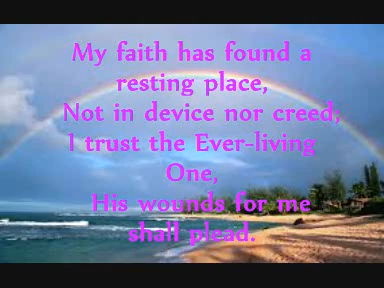 My faith has found a
resting place,
Not in device nor creed,
I trust the Ever-living
One,
His wounds for me
shall plead.